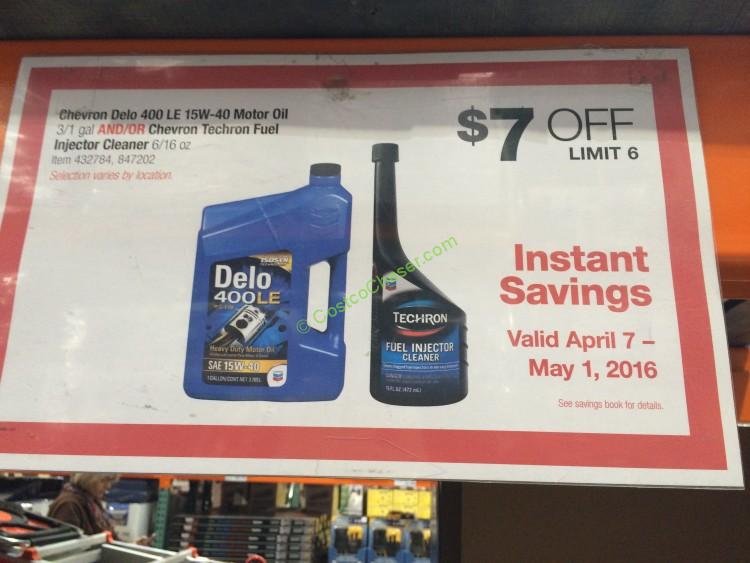 Chevron Delo 400 LE 15W-40 Motor Oil
3/1 gal AND/OR Chevron Techron Fuel
Injector Cleaner 6/16 oz
Item 432784, 847202
Selection varies by location.
$7 OFF
LIMIT 6
Instant
Savings
Valid April 7 –
May 1, 2016
See savings book for details.
ISOSYN
Delo
400LE
Heavy Duty Motor Oil
SAE 15W-40
1 GALLON
TECHRON
FUEL INJECTOR
CLEANER
© CostcoChaser.com